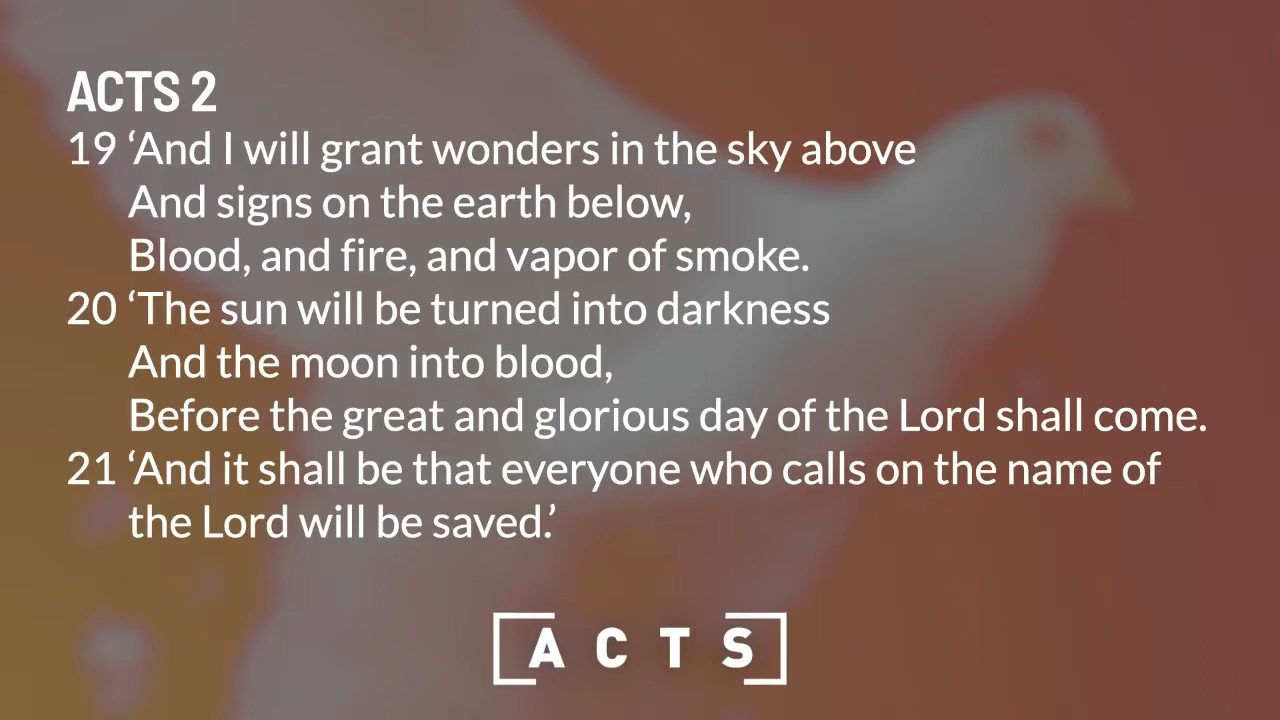 ACTS 2
19 ‘And I will grant wonders in the sky above
And signs on the earth below,
Blood, and fire, and vapor of smoke.
20 ‘The sun will be turned into darkness
And the moon into blood,
Before the great and glorious day of the Lord shall come.
21 ‘And it shall be that everyone who calls on the name of
the Lord will be saved.’
ACTS